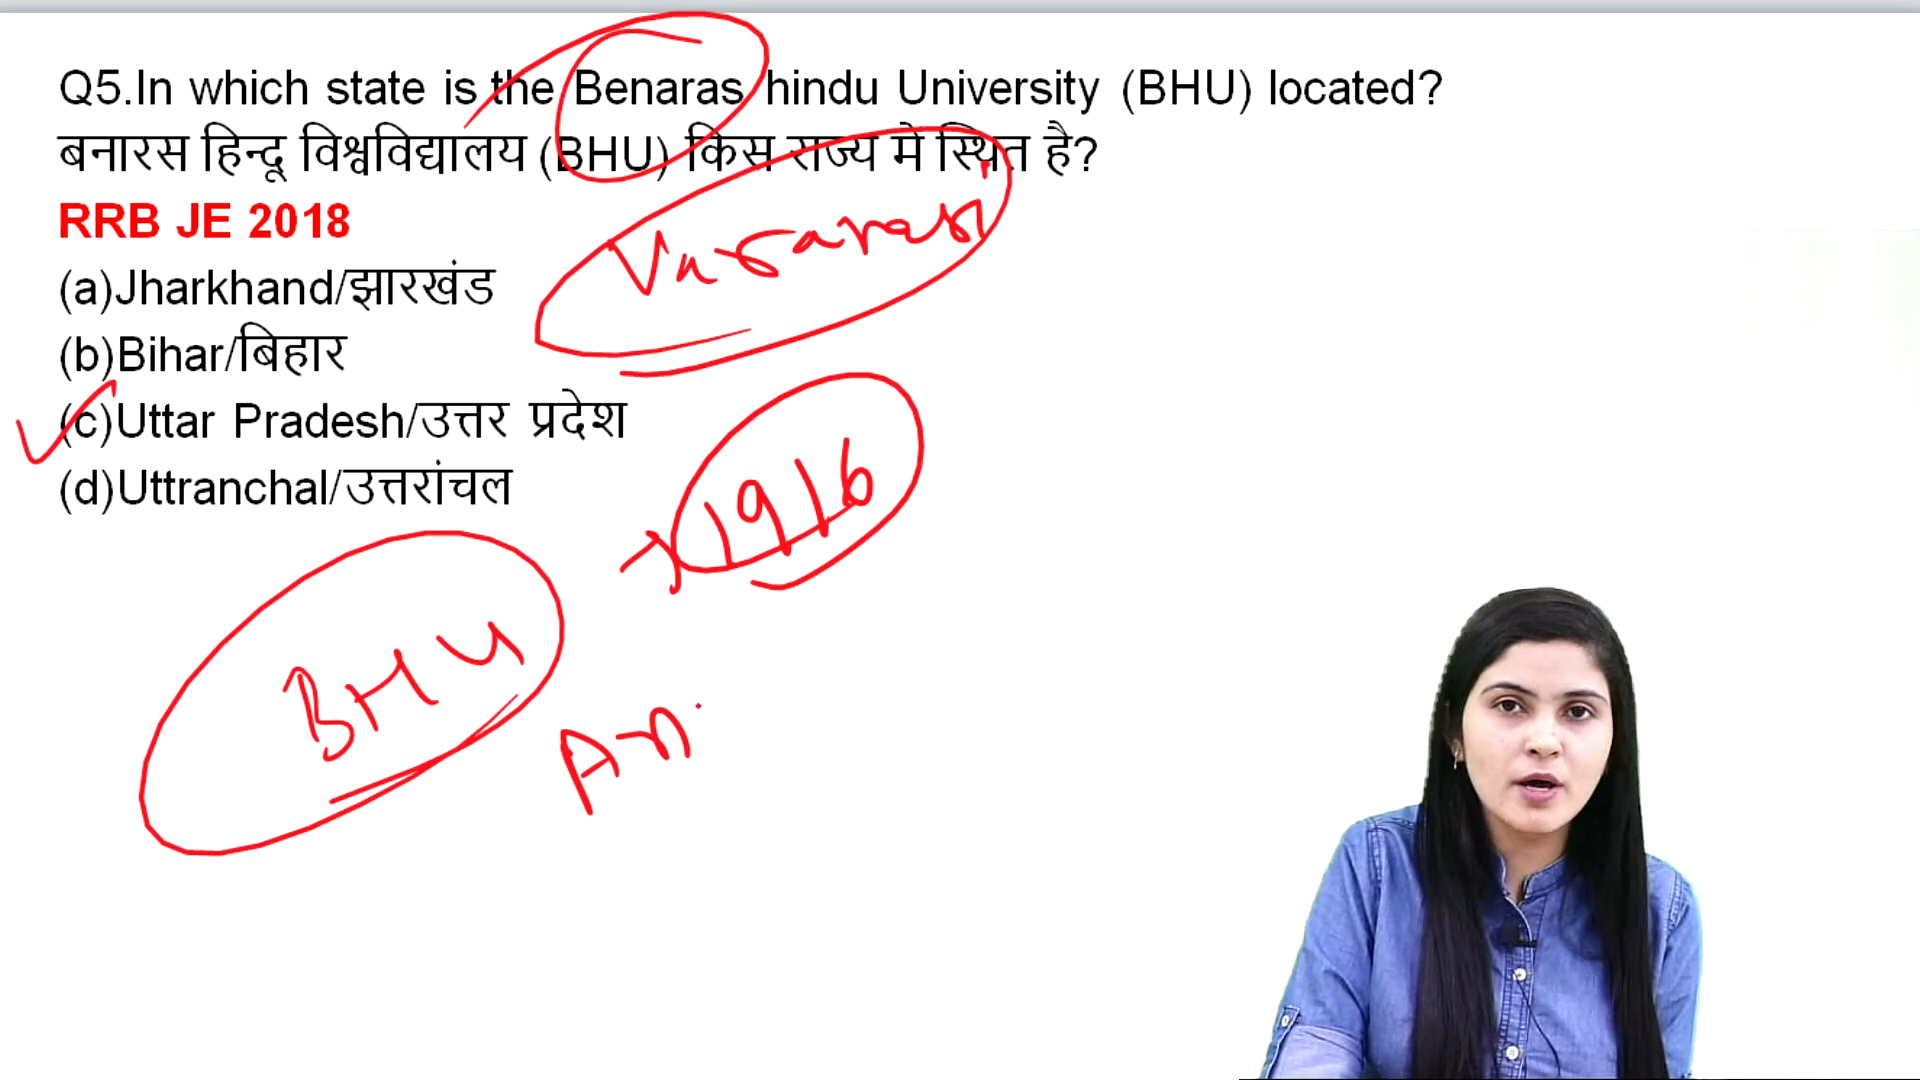 Q5.In which state is the Benaras hindu University (BHU) located?
बनारस हिन्दू विश्वविद्यालय (BHU) किस राज्य में स्थित है?
RRB JE 2018
Varanasi
(a)Jharkhand/झारखंड
(b)Bihar/बिहार
(c)Uttar Pradesh/उत्तर प्रदेश
(d)Uttranchal/उत्तरांचल
1916
BHU